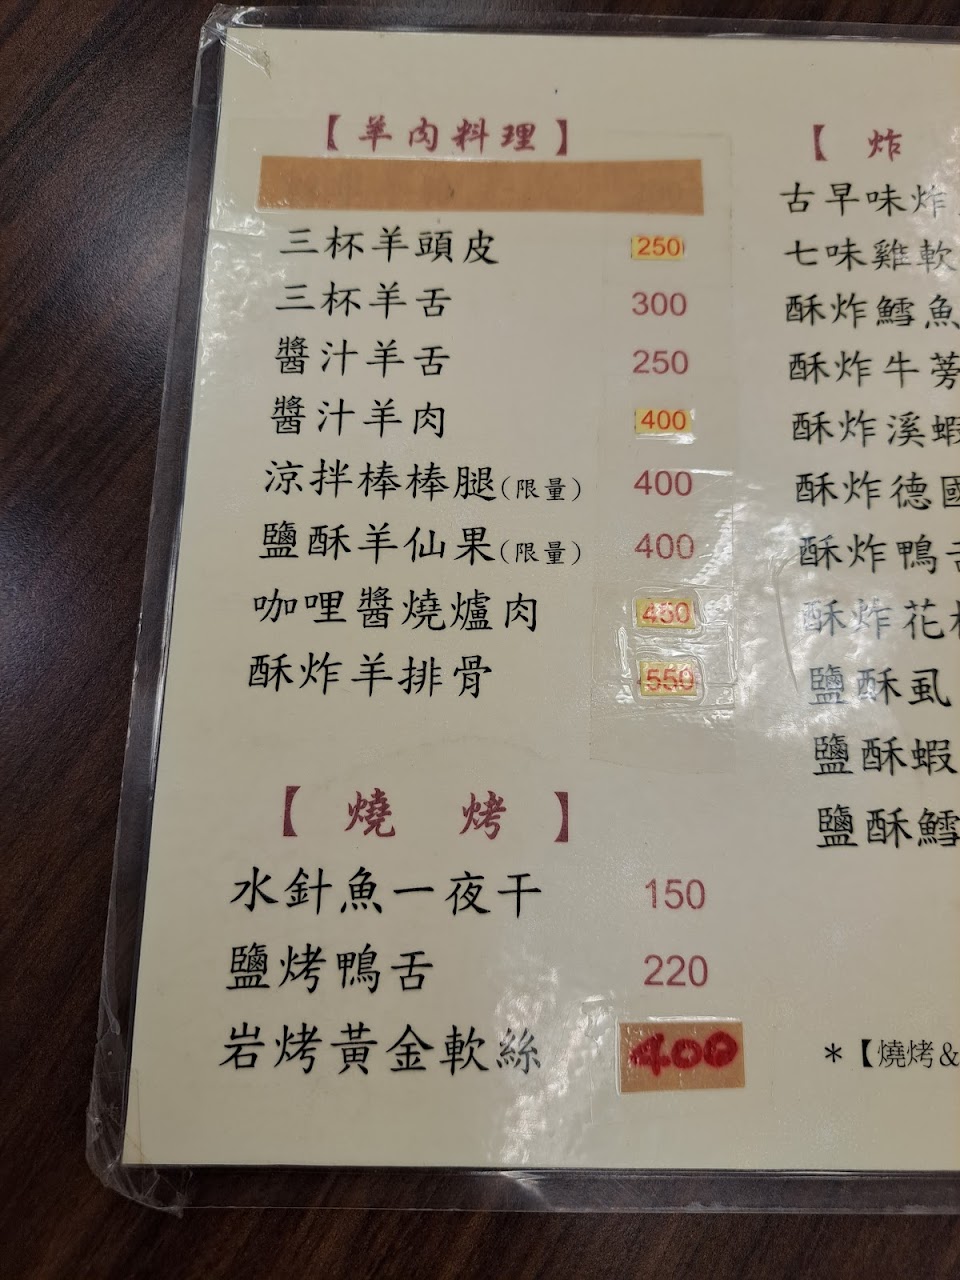 【羊肉料理】
三杯羊頭皮 250
三杯羊舌 300
醬汁羊舌 250
醬汁羊肉 400
涼拌棒棒腿(限量) 400
鹽酥羊仙果(限量) 400
咖哩醬燒爐肉 450
酥炸羊排骨 550
【燒烤】
水針魚一夜干 150
鹽烤鴨舌 220
岩烤黃金軟絲 400
【炸
古早味炸
七味雞軟
酥炸鱈魚
酥炸牛蒡
酥炸溪蝦
酥炸德國
酥炸鴨舌
酥炸花枝
鹽酥虱
鹽酥蝦
鹽酥鱈
＊【燒烤&